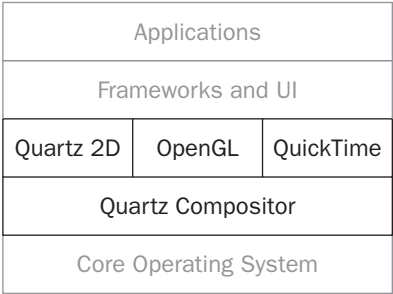 Applications
Frameworks and UI
Quartz 2D OpenGL QuickTime
Quartz Compositor
Core Operating System